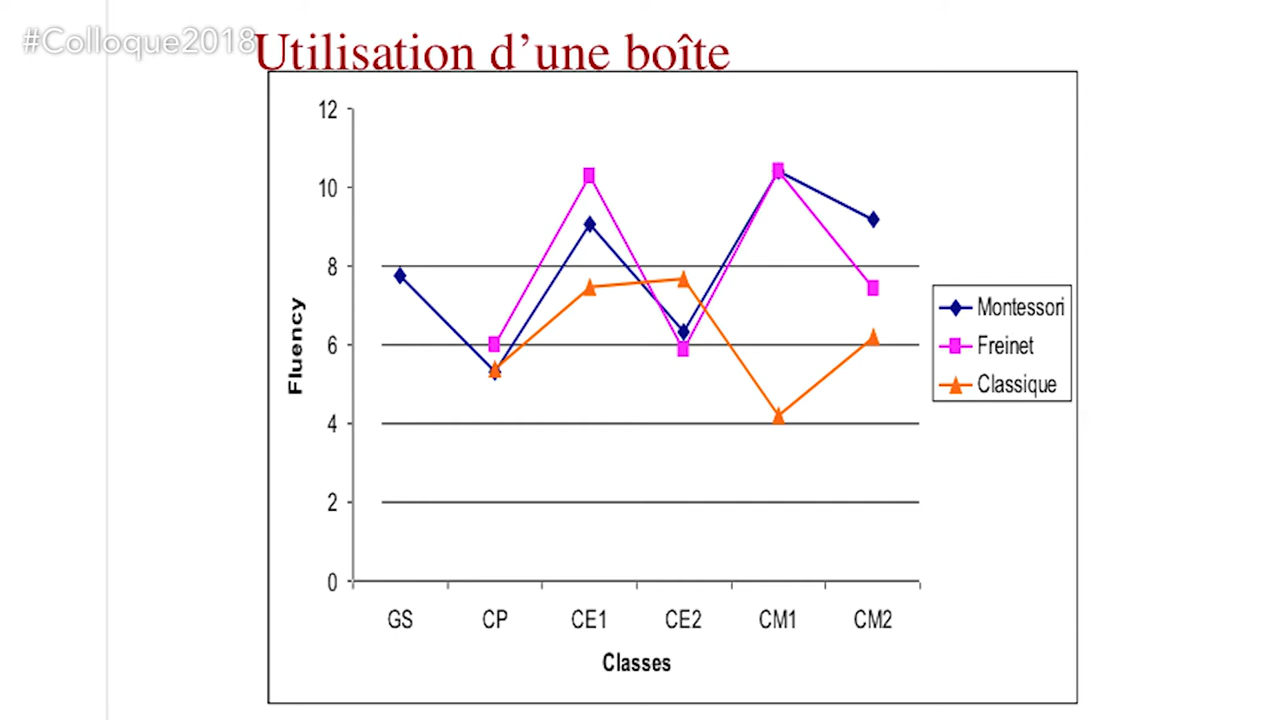 #Colloque2018
Utilisation d'une boîte
12
10
8
6
4
2
0
Fluency
GS CP CE1 CE2 CM1 CM2
Classes
Montessori
Freinet
Classique